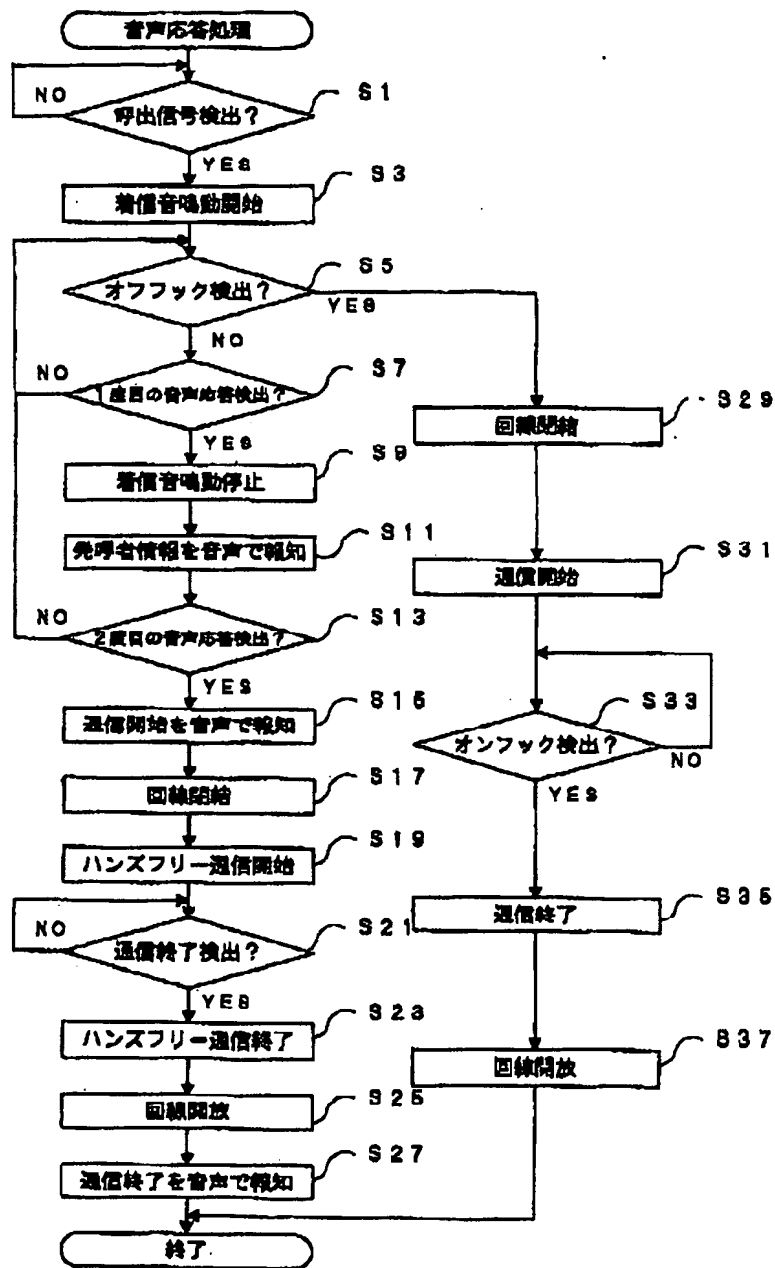 音声応答処理
呼出信号検出?
NO
YES
S1
着信音鳴動開始
S3
オフフック検出?
S5
YES
NO
1度目の音声応答検出?
S7
NO
YES
着信音鳴動停止
S9
発呼者情報を音声で報知
S11
2度目の音声応答検出?
S13
NO
YES
通信開始を音声で報知
S15
回線閉結
S17
ハンズフリー通信開始
S19
通信終了検出?
S21
NO
YES
ハンズフリー通信終了
S23
回線開放
S25
通信終了を音声で報知
S27
回線閉結
S29
通信開始
S31
オンフック検出?
S33
NO
YES
通信終了
S35
回線開放
S37
終了